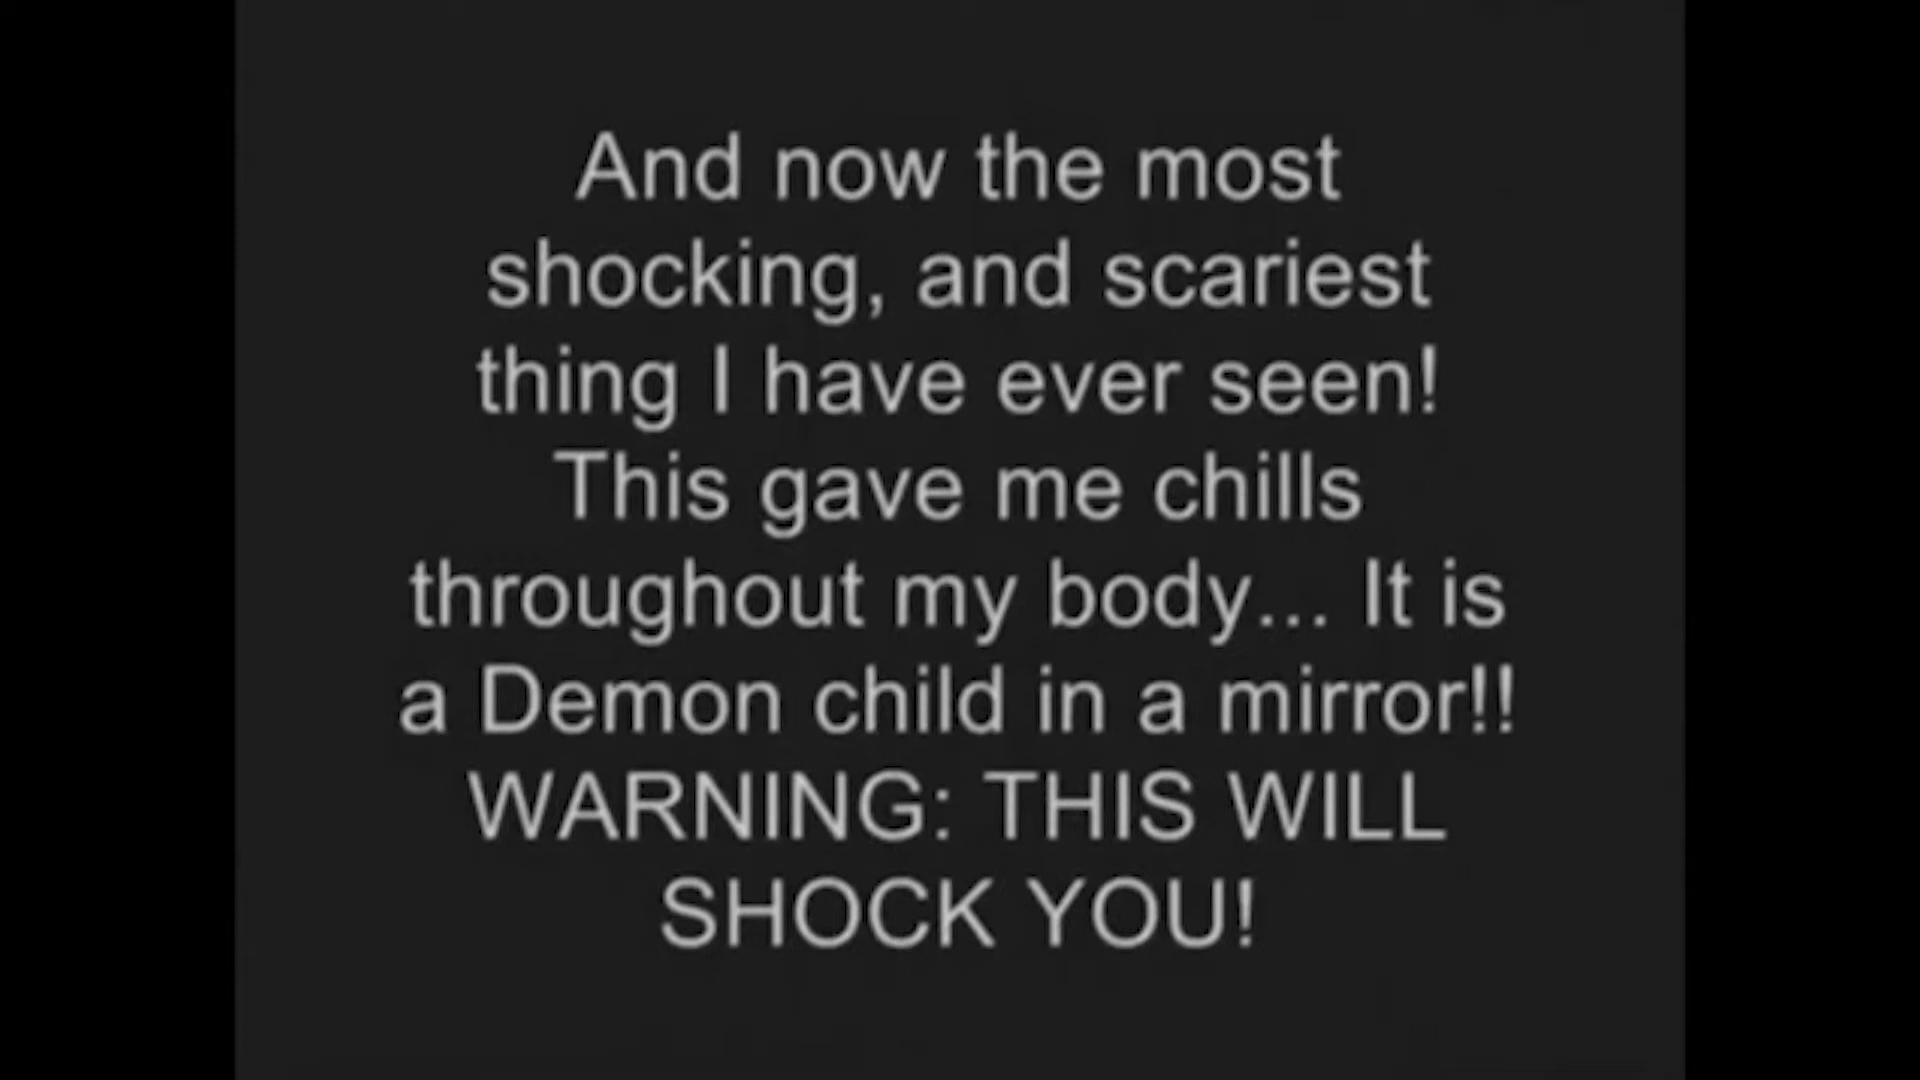 And now the most
shocking, and scariest
thing I have ever seen!
This gave me chills
throughout my body... It is
a Demon child in a mirror!!
WARNING: THIS WILL
SHOCK YOU!